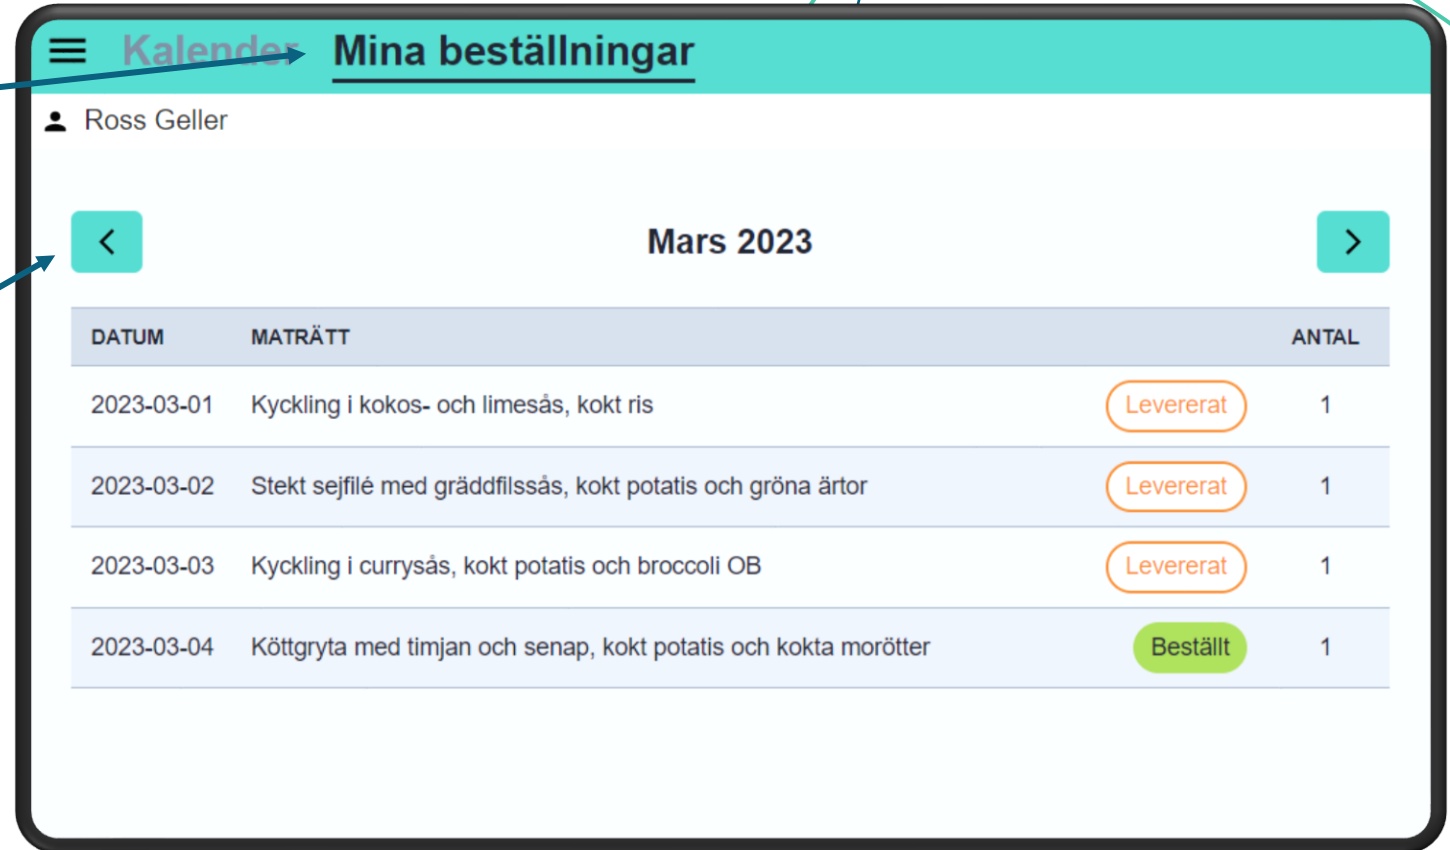 Kalender Mina beställningar
Ross Geller
Mars 2023
DATUM MATRÄTT ANTAL
2023-03-01 Kyckling i kokos- och limesås, kokt ris Levererat 1
2023-03-02 Stekt sejfilé med gräddfilssås, kokt potatis och gröna ärtor Levererat 1
2023-03-03 Kyckling i currysås, kokt potatis och broccoli OB Levererat 1
2023-03-04 Köttgryta med timjan och senap, kokt potatis och kokta morötter Beställt 1